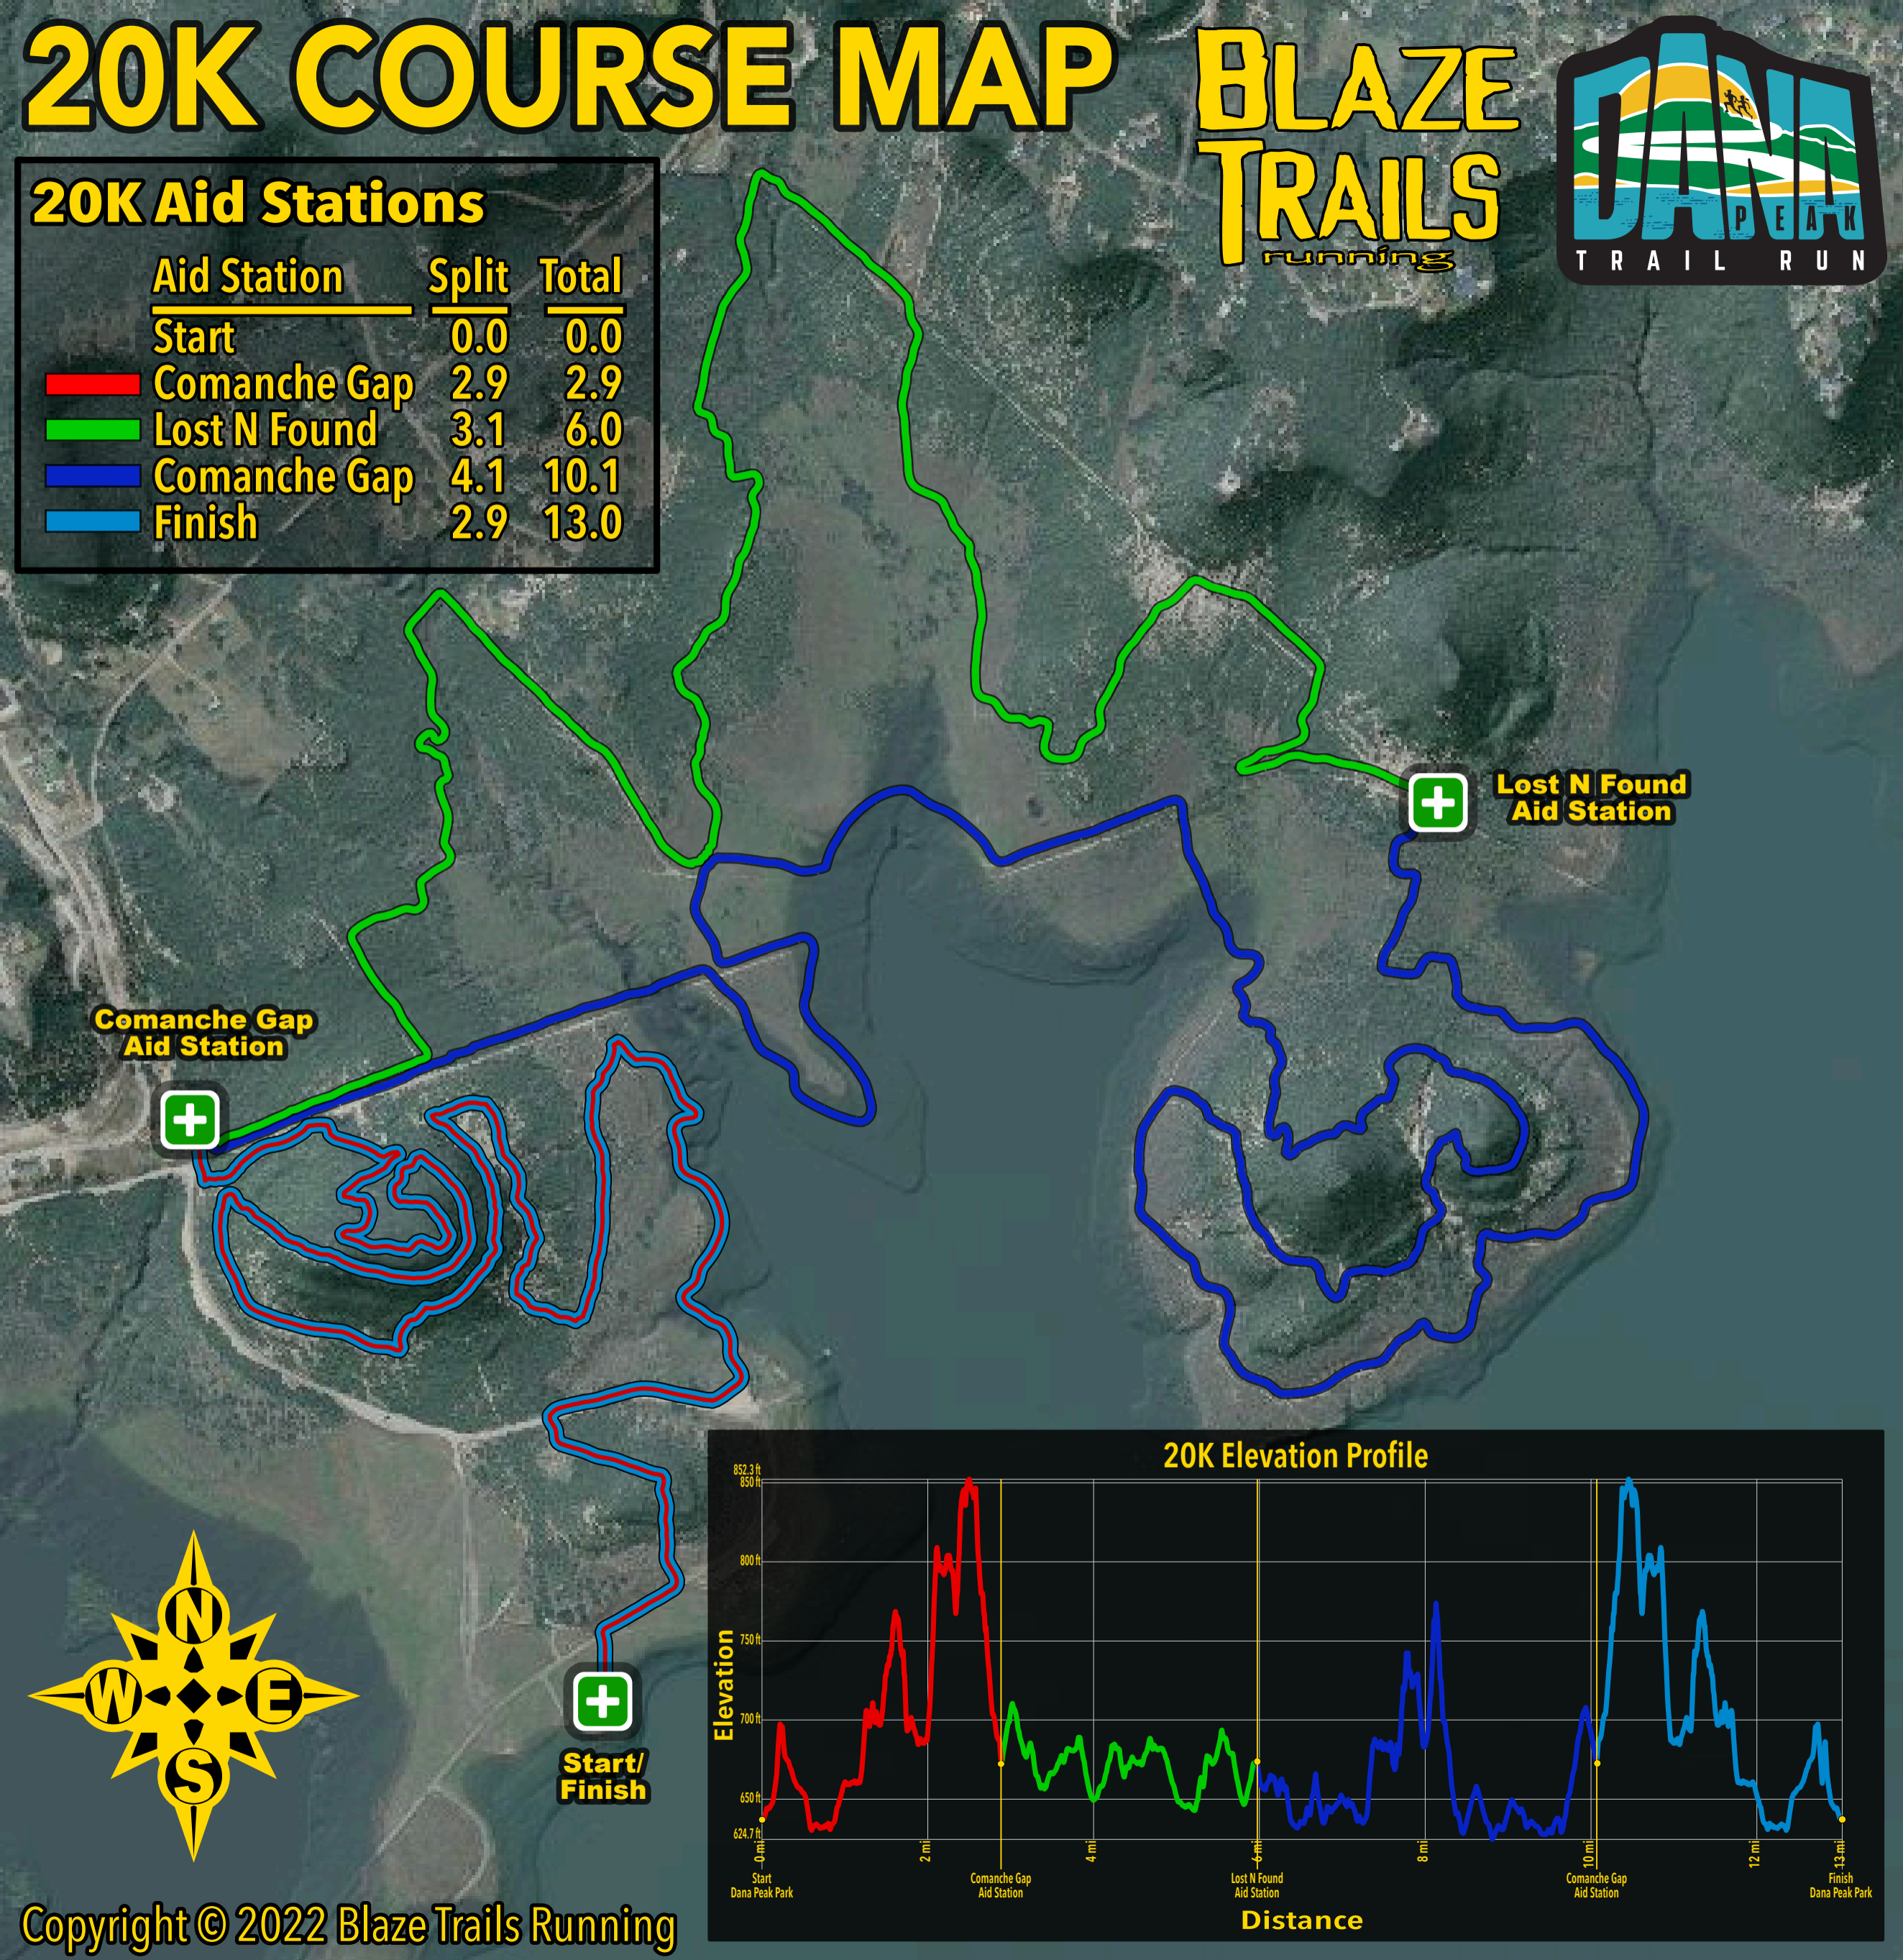 20K COURSE MAP
BLAZE
TRAILS
running
DANA
PEAK
TRAIL RUN
20K Aid Stations
Aid Station Split Total
Start 0.0 0.0
Comanche Gap 2.9 2.9
Lost N Found 3.1 6.0
Comanche Gap 4.1 10.1
Finish 2.9 13.0
Lost N Found
Aid Station
Comanche Gap
Aid Station
Start/
Finish
N
W E
S
20K Elevation Profile
852.3 ft
850 ft
800 ft
750 ft
700 ft
650 ft
624.7 ft
Elevation
0 mi 2 mi 4 mi 6 mi 8 mi 10 mi 12 mi 13 mi
Start Comanche Gap Lost N Found Comanche Gap Finish
Dana Peak Park Aid Station Aid Station Aid Station Dana Peak Park
Distance
Copyright © 2022 Blaze Trails Running